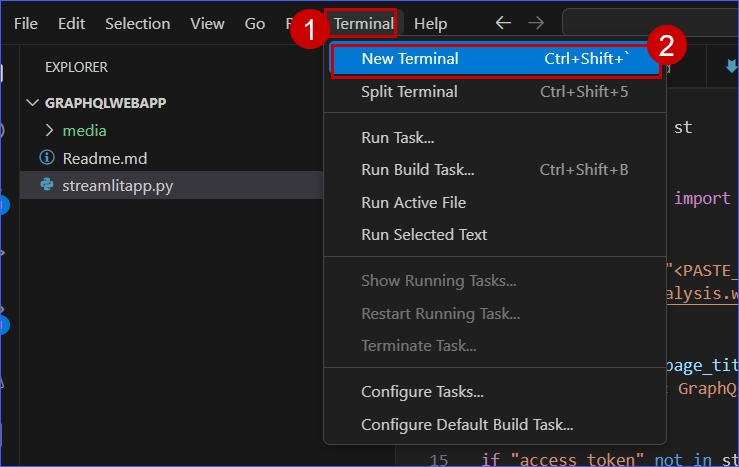 File Edit Selection View Go 1 Terminal Help
2
New Terminal Ctrl+Shift+`
Split Terminal Ctrl+Shift+5
Run Task...
Run Build Task... Ctrl+Shift+B
Run Active File
Run Selected Text
Show Running Tasks...
Restart Running Task...
Terminate Task...
Configure Tasks...
Configure Default Build Task...
EXPLORER
GRAPHQLWEBAPP
media
Readme.md
streamlitapp.py
st
import
"<PASTE_
alysis.w
page_tit
GraphQ
15 if "access_token" not in st